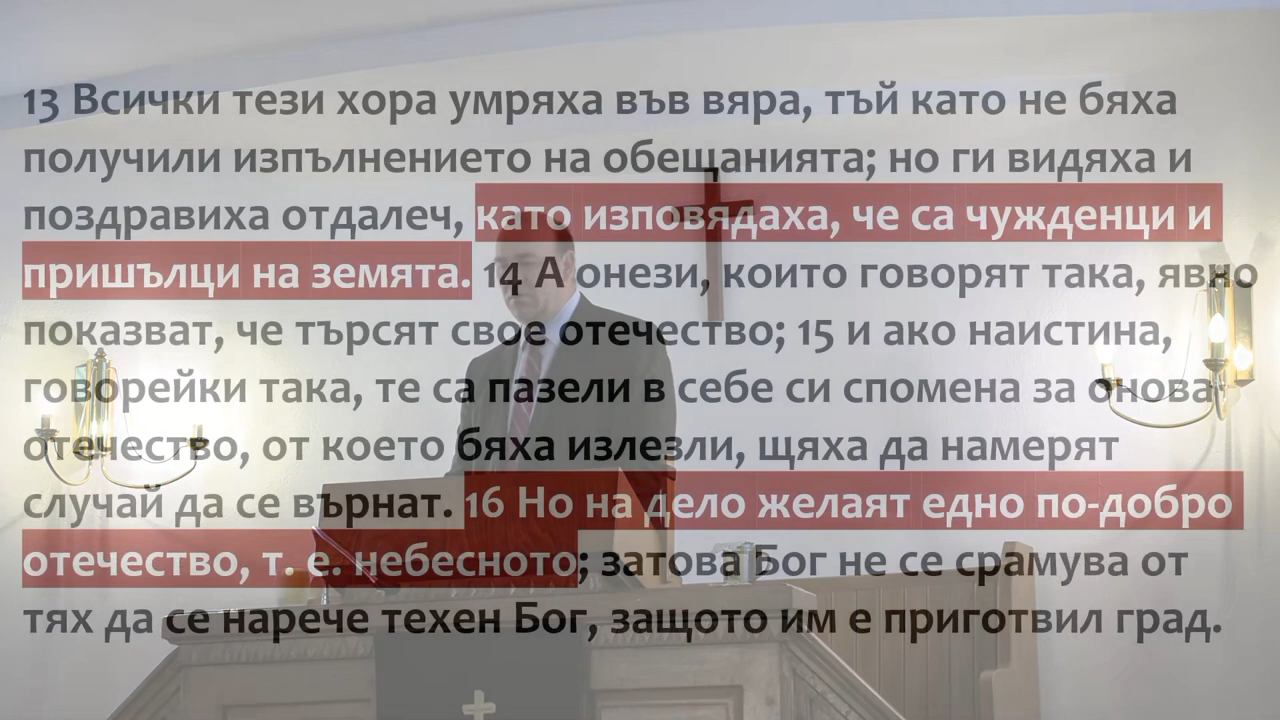 13 Всички тези хора умряха във вяра, тъй като не бяха
получили изпълнението на обещанията; но ги видяха и
поздравиха отдалеч, като изповядаха, че са чужденци и
пришълци на земята. 14 А онези, които говорят така, явно
показват, че търсят свое отечество; 15 и ако наистина,
говорейки така, те са пазели в себе си спомена за онова
отечество, от което бяха излезли, щяха да намерят
случай да се върнат. 16 Но на дело желаят едно по-добро
отечество, т. е. небесното; затова Бог не се срамува от
тях да се нарече техен Бог, защото им е приготвил град.